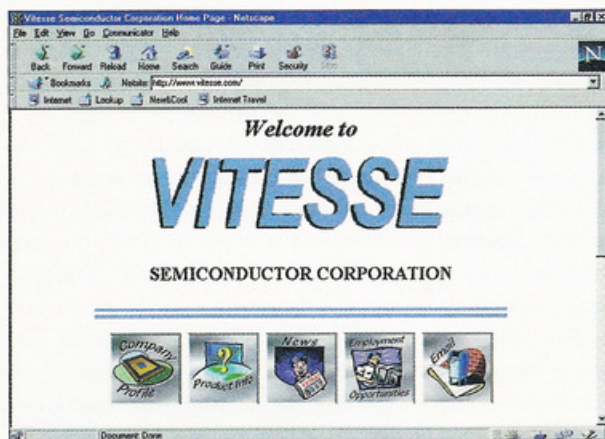 Vitesse Semiconductor Corporation Home Page - Netscape
File Edit View Go Communicator Help
Back Forward Reload Home Search Guide Print Security Stop
Bookmarks Netsite: http://www.vitesse.com/
Internet Lookup New&Cool Internet Travel
Welcome to
VITESSE
SEMICONDUCTOR CORPORATION
Company Profile
Product Info
News
Employment Opportunities
Email
Document: Done